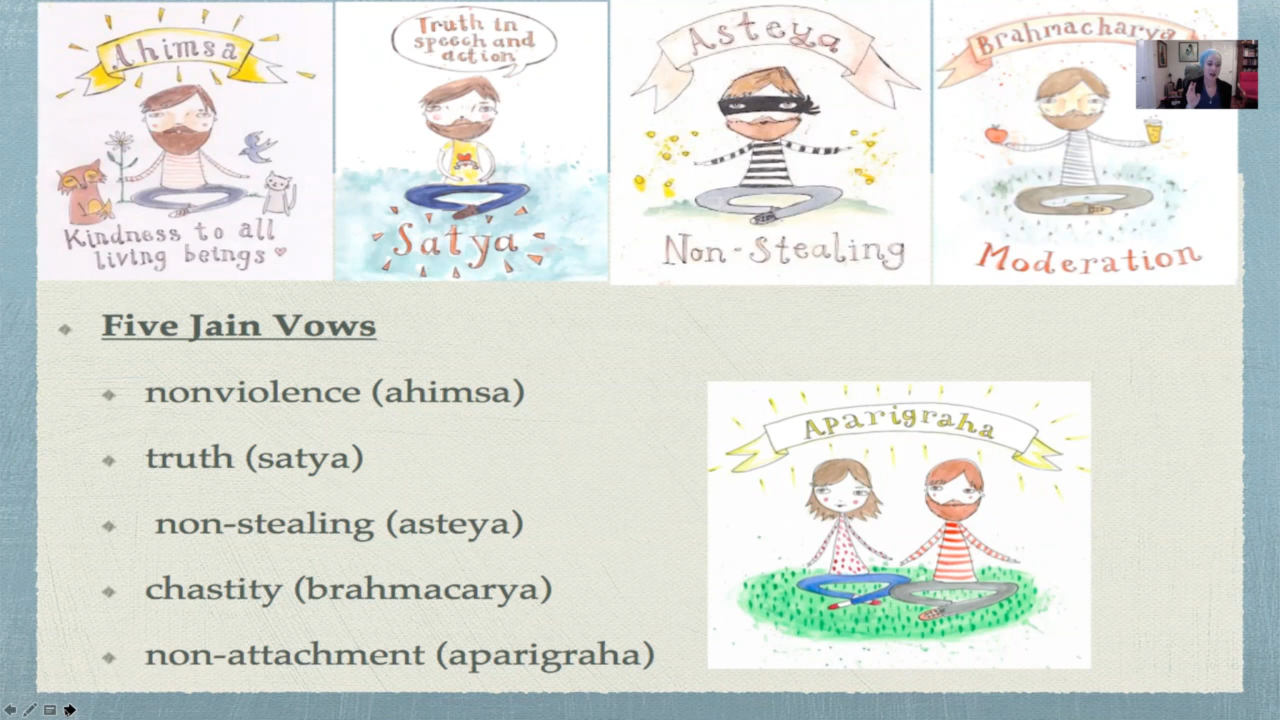 Ahimsa
Kindness to all
living beings
Truth in
speech and
action
Satya
Asteya
Non-Stealing
Brahmacharya
Moderation
Five Jain Vows
nonviolence (ahimsa)
truth (satya)
non-stealing (asteya)
chastity (brahmacarya)
non-attachment (aparigraha)
Aparigraha